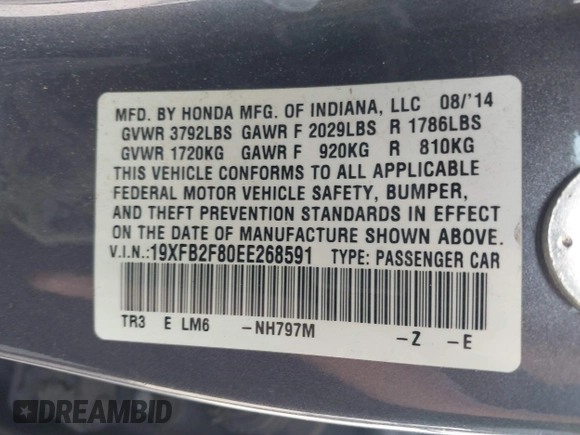 MFD. BY HONDA MFG. OF INDIANA, LLC 08/'14
GVWR 3792LBS GAWR F 2029LBS R 1786LBS
GVWR 1720KG GAWR F 920KG R 810KG
THIS VEHICLE CONFORMS TO ALL APPLICABLE
FEDERAL MOTOR VEHICLE SAFETY, BUMPER,
AND THEFT PREVENTION STANDARDS IN EFFECT
ON THE DATE OF MANUFACTURE SHOWN ABOVE.
V.I.N.:19XFB2F80EE268591 TYPE: PASSENGER CAR
TR3 E LM6 -NH797M -Z -E
DREAMBID